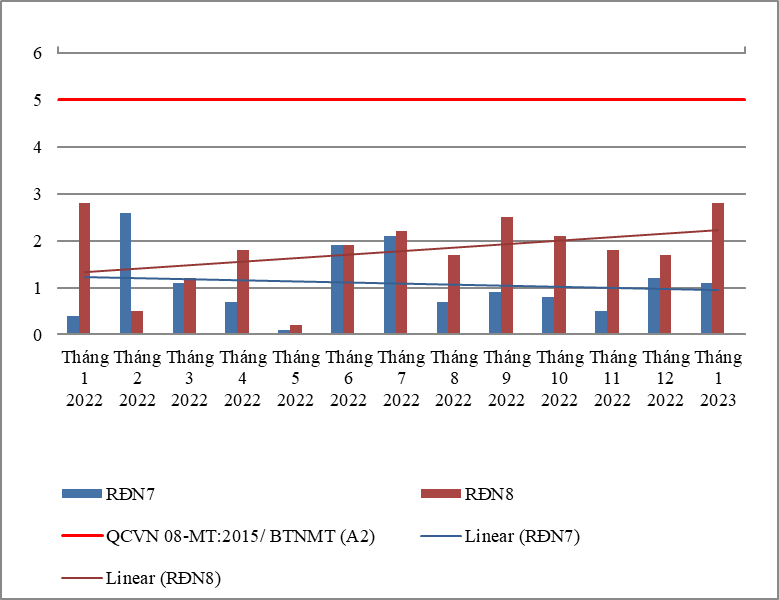 6
5
4
3
2
1
0
Tháng Tháng Tháng Tháng Tháng Tháng Tháng Tháng Tháng Tháng Tháng Tháng Tháng
1 2 3 4 5 6 7 8 9 10 11 12 1
2022 2022 2022 2022 2022 2022 2022 2022 2022 2022 2022 2022 2023
RĐN7 RĐN8
QCVN 08-MT:2015/ BTNMT (A2) Linear (RĐN7)
Linear (RĐN8)